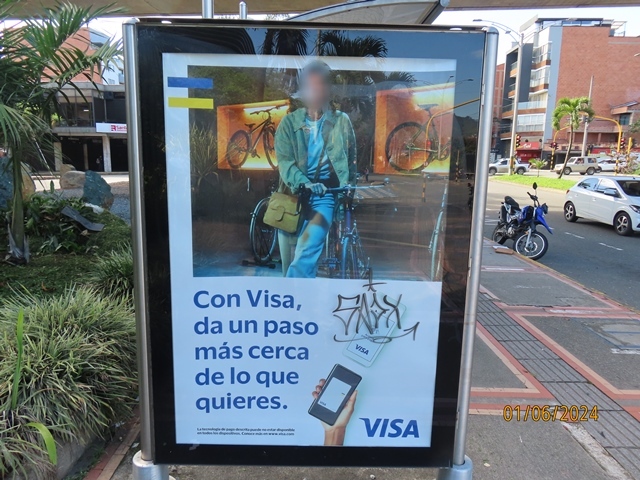 Con Visa,
da un paso
más cerca
de lo que
quieres.
VISA
VISA
01/06/2024